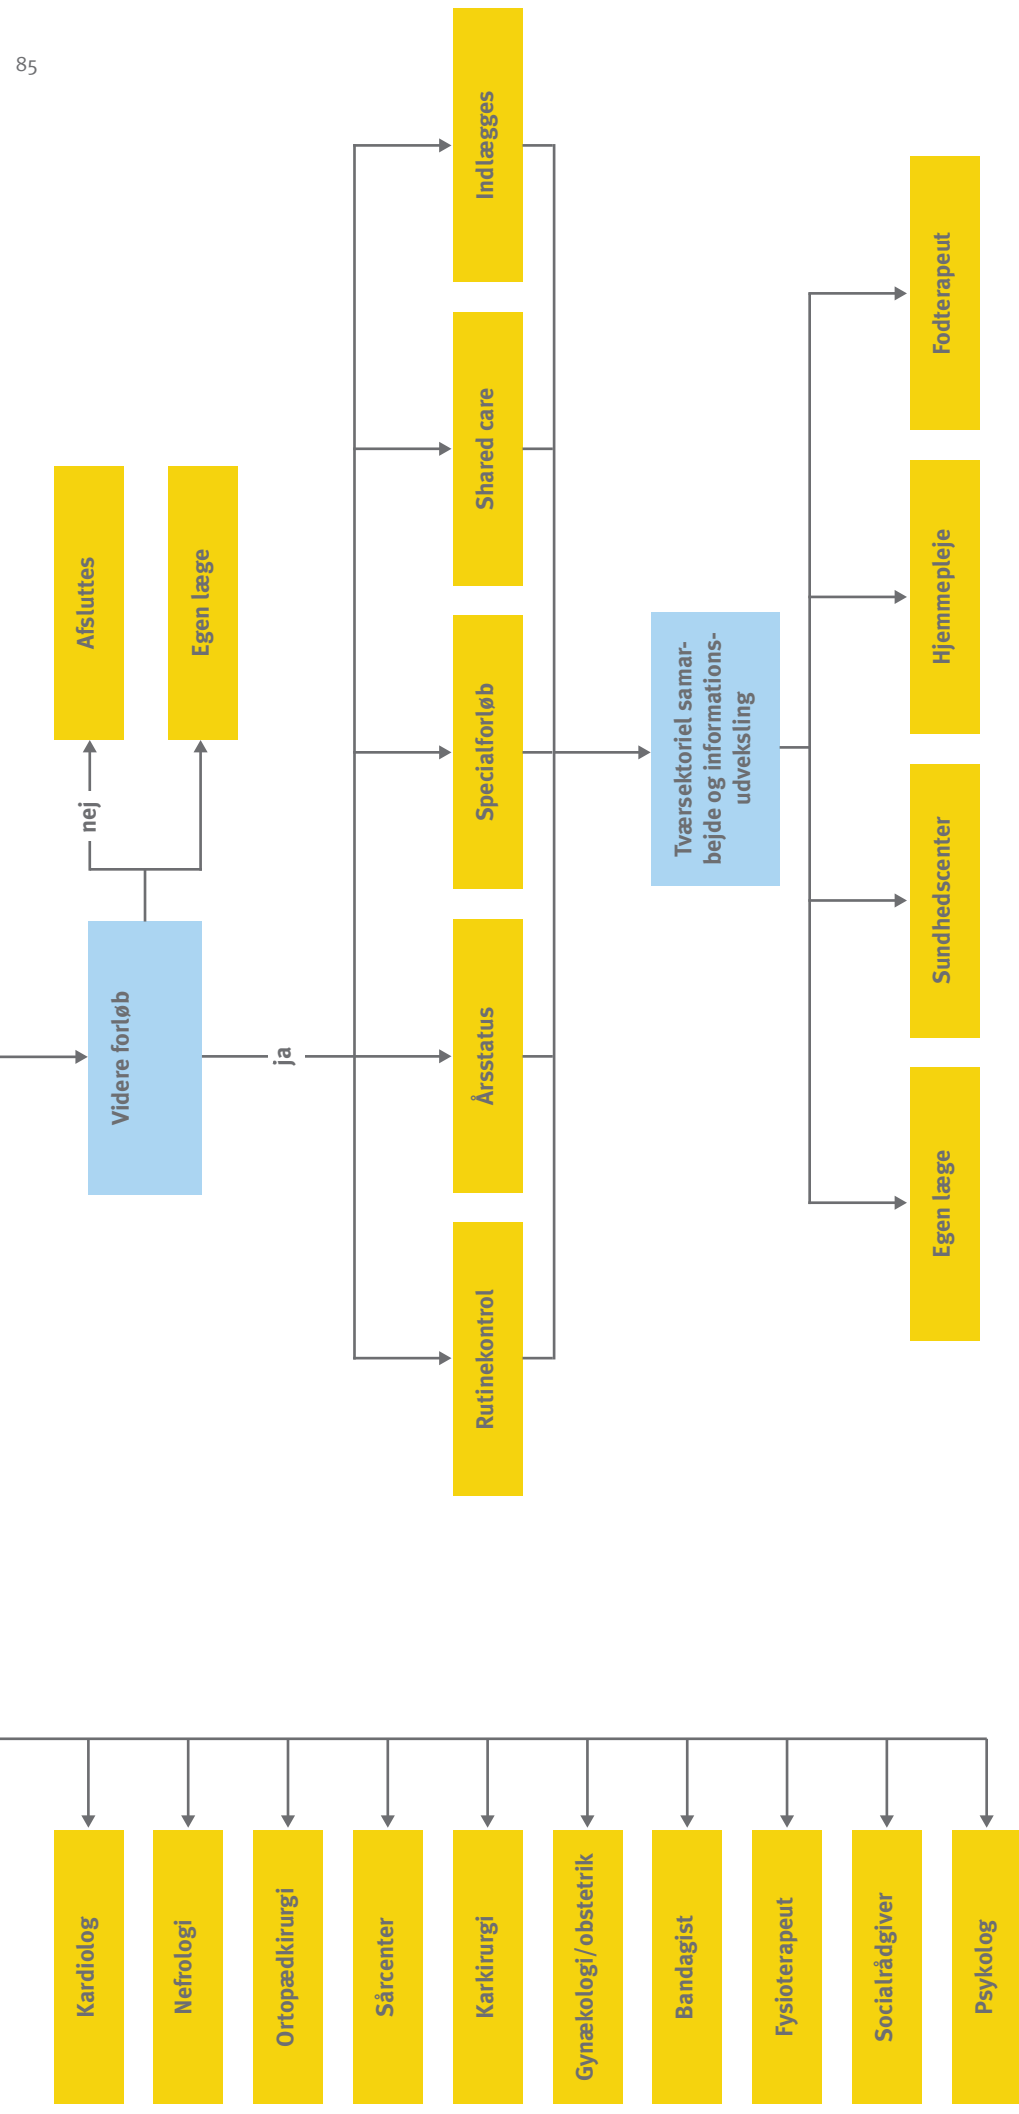 85
Videre forløb
nej
Afsluttes
Egen læge
ja
Rutinekontrol
Årsstatus
Specialforløb
Shared care
Indlægges
Tværsektoriel samar-
bejde og informations-
udveksling
Egen læge
Sundhedscenter
Hjemmepleje
Fodterapeut
Kardiolog
Nefrologi
Ortopædkirurgi
Sårcenter
Karkirurgi
Gynækologi/obstetrik
Bandagist
Fysioterapeut
Socialrådgiver
Psykolog